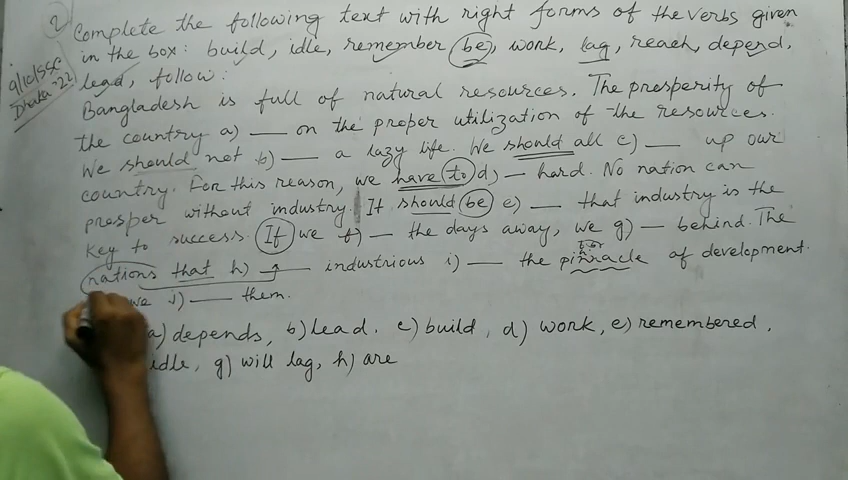 2) Complete the following text with right forms of the verbs given
in the box: build, idle, remember be, work, lag, reach, depend,
lead, follow:
9/10/SSC
Dhaka '22
Bangladesh is full of natural resources. The prosperity of
the country a) — on the proper utilization of the resources.
We should not b) — a lazy life. We should all c) — up our
country. For this reason, we have to d) — hard. No nation can
prosper without industry. It should be e) — that industry is the
key to success. If we f) — the days away, we g) — behind. The
nations that h) — industrious i) — the pinnacle of development.
we j) — them.
a) depends, b) lead. c) build, d) work, e) remembered,
idle, g) will lag, h) are